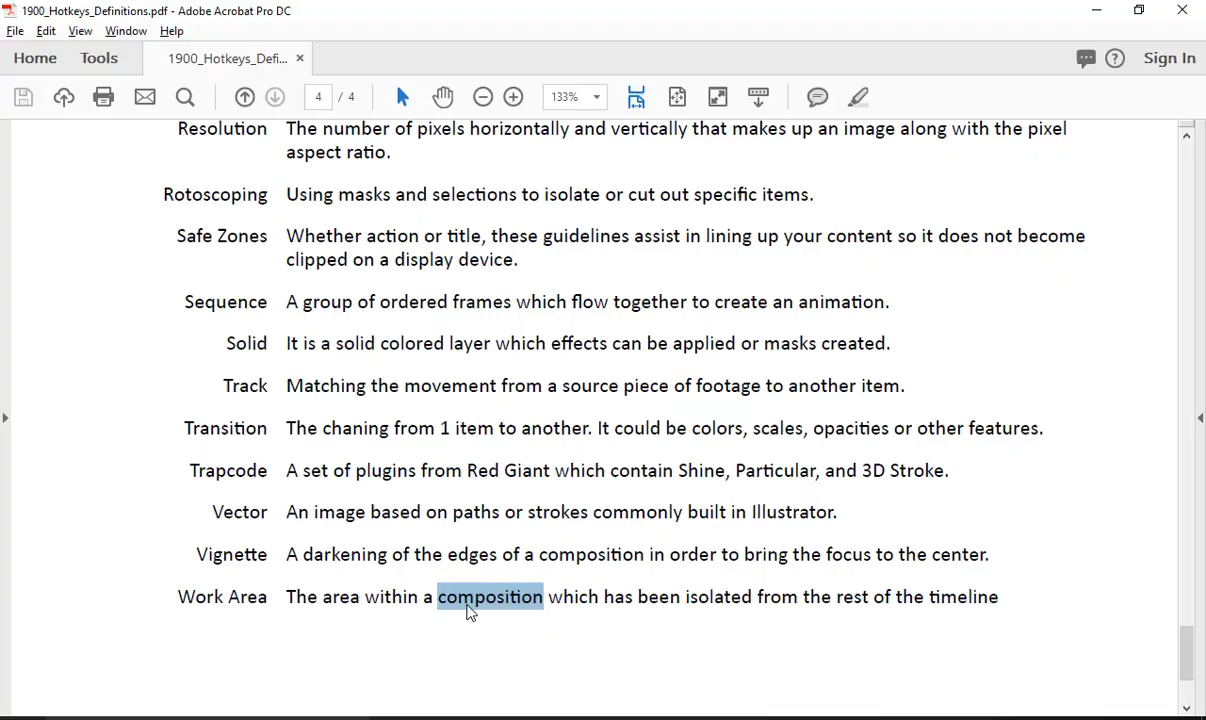 1900_Hotkeys_Definitions.pdf - Adobe Acrobat Pro DC
File Edit View Window Help
Home Tools 1900_Hotkeys_Defi... × Sign In
4 / 4 133%
Resolution The number of pixels horizontally and vertically that makes up an image along with the pixel
aspect ratio.
Rotoscoping Using masks and selections to isolate or cut out specific items.
Safe Zones Whether action or title, these guidelines assist in lining up your content so it does not become
clipped on a display device.
Sequence A group of ordered frames which flow together to create an animation.
Solid It is a solid colored layer which effects can be applied or masks created.
Track Matching the movement from a source piece of footage to another item.
Transition The chaning from 1 item to another. It could be colors, scales, opacities or other features.
Trapcode A set of plugins from Red Giant which contain Shine, Particular, and 3D Stroke.
Vector An image based on paths or strokes commonly built in Illustrator.
Vignette A darkening of the edges of a composition in order to bring the focus to the center.
Work Area The area within a composition which has been isolated from the rest of the timeline